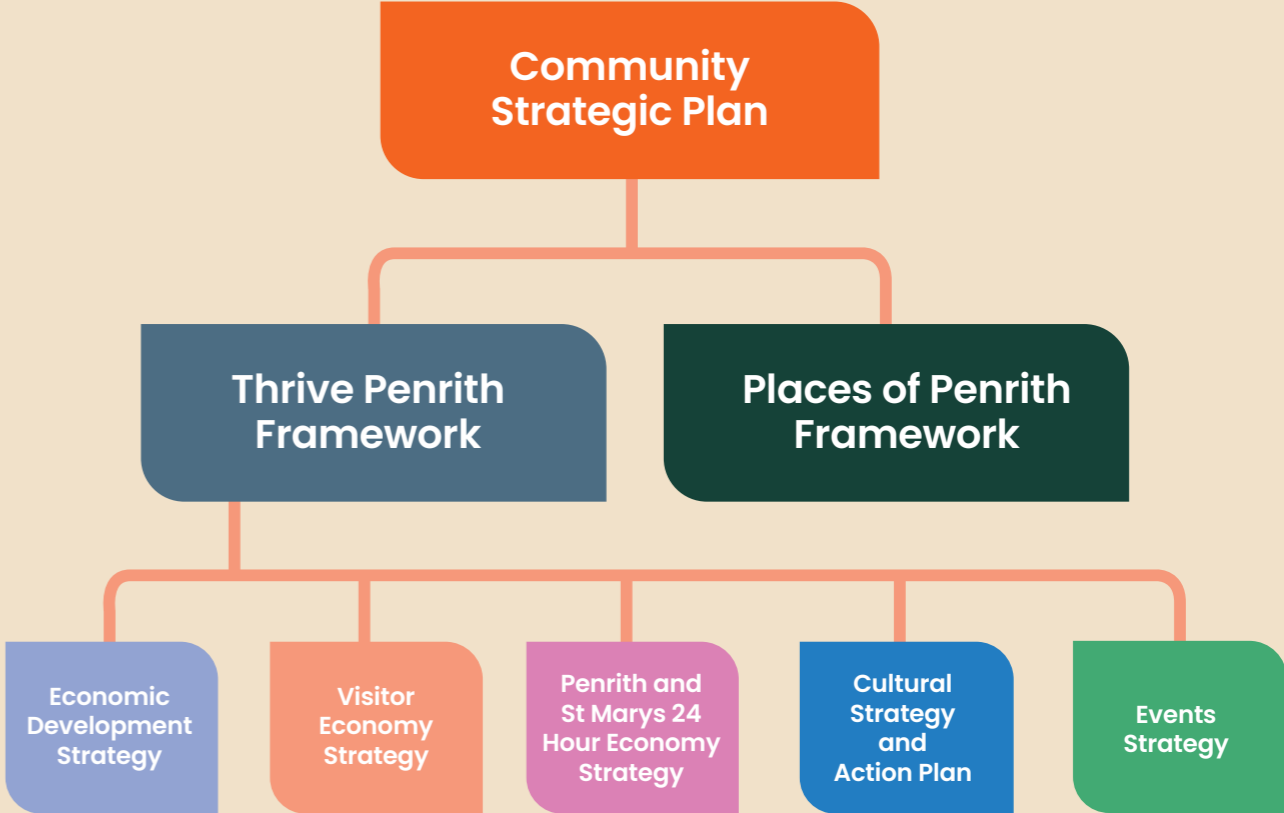 Community
Strategic Plan
Thrive Penrith
Framework
Places of Penrith
Framework
Economic
Development
Strategy
Visitor
Economy
Strategy
Penrith and
St Marys 24
Hour Economy
Strategy
Cultural
Strategy
and
Action Plan
Events
Strategy